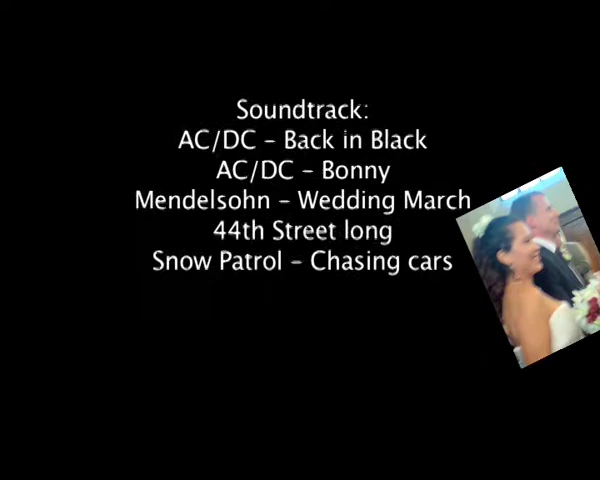 Soundtrack:
AC/DC - Back in Black
AC/DC - Bonny
Mendelsohn - Wedding March
44th Street long
Snow Patrol - Chasing cars